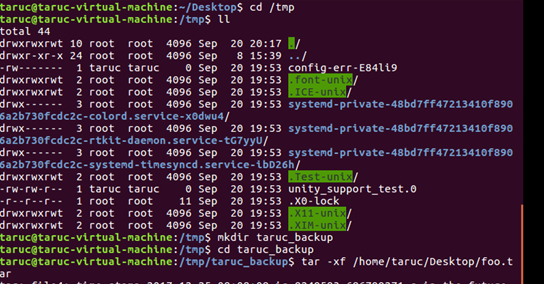 taruc@taruc-virtual-machine:~/Desktop$ cd /tmp
taruc@taruc-virtual-machine:/tmp$ ll
total 44
drwxrwxrwt 10 root  root  4096 Sep  20 20:17 ./
drwxr-xr-x 24 root  root  4096 Sep   8 15:39 ../
-rw------- 1 taruc taruc    0 Sep  20 19:53 config-err-E84li9
drwxrwxrwt 2 root  root  4096 Sep  20 19:53 .font-unix/
drwxrwxrwt 2 root  root  4096 Sep  20 19:53 .ICE-unix/
drwx------ 3 root  root  4096 Sep  20 19:53 systemd-private-48bd7ff47213410f890
6a2b730fcdc2c-colord.service-x0dwu4/
drwx------ 3 root  root  4096 Sep  20 19:53 systemd-private-48bd7ff47213410f890
6a2b730fcdc2c-rtkit-daemon.service-tG7yyU/
drwx------ 3 root  root  4096 Sep  20 19:53 systemd-private-48bd7ff47213410f890
6a2b730fcdc2c-systemd-timesyncd.service-ibD26h/
drwxrwxrwt 2 root  root  4096 Sep  20 19:53 .Test-unix/
-rw-rw-r-- 1 taruc taruc    0 Sep  20 19:53 unity_support_test.0
-r--r--r-- 1 root  root    11 Sep  20 19:53 .X0-lock
drwxrwxrwt 2 root  root  4096 Sep  20 19:53 .X11-unix/
drwxrwxrwt 2 root  root  4096 Sep  20 19:53 .XIM-unix/
taruc@taruc-virtual-machine:/tmp$ mkdir taruc_backup
taruc@taruc-virtual-machine:/tmp$ cd taruc_backup
taruc@taruc-virtual-machine:/tmp/taruc_backup$ tar -xf /home/taruc/Desktop/foo.t
ar